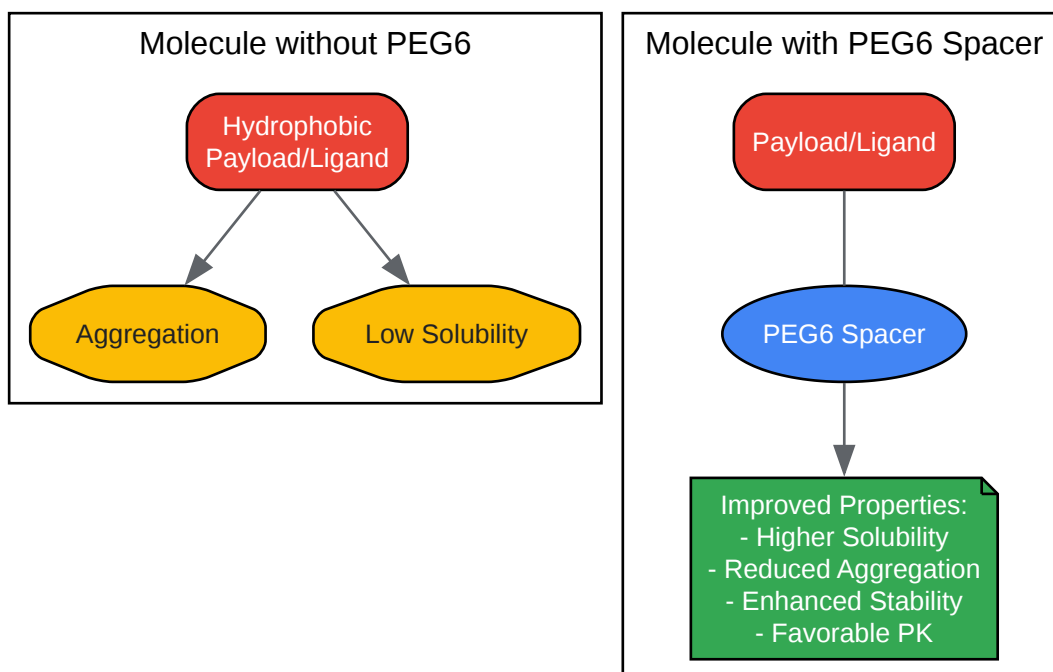 Molecule without PEG6
Hydrophobic
Payload/Ligand
Aggregation
Low Solubility
Molecule with PEG6 Spacer
Payload/Ligand
PEG6 Spacer
Improved Properties:
- Higher Solubility
- Reduced Aggregation
- Enhanced Stability
- Favorable PK